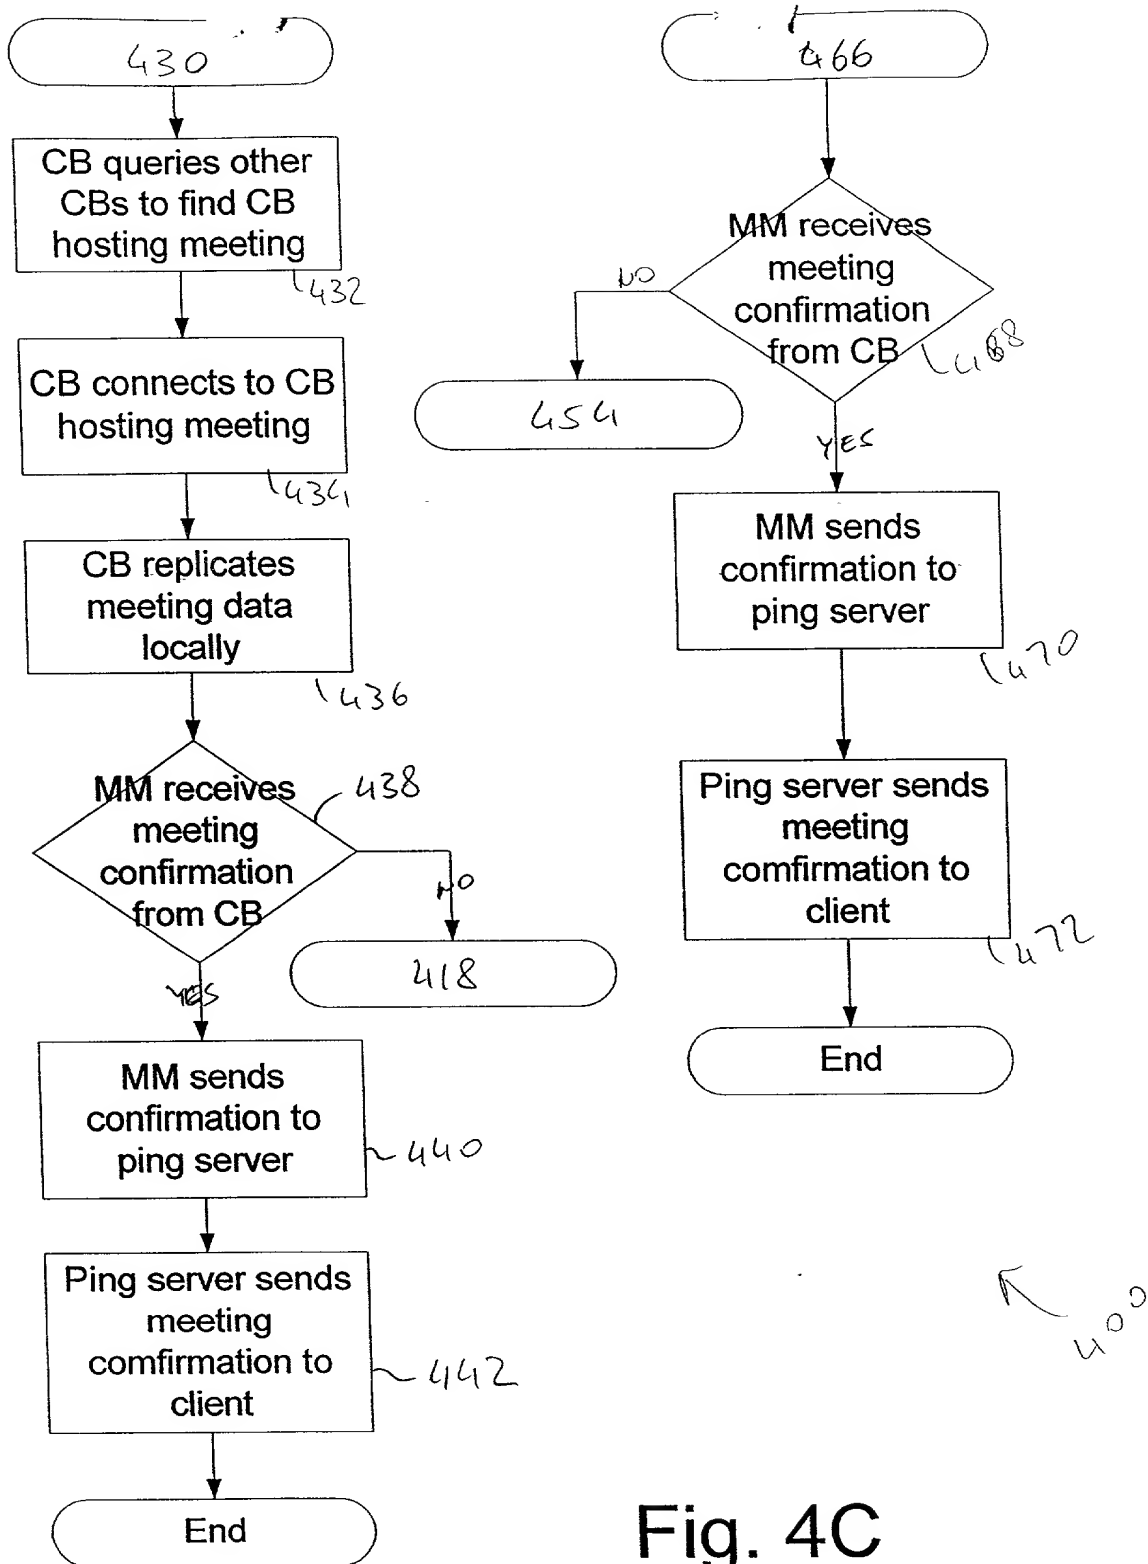 430
CB queries other
CBs to find CB
hosting meeting
432
CB connects to CB
hosting meeting
434
CB replicates
meeting data
locally
436
MM receives
meeting
confirmation
from CB
438
NO
418
YES
MM sends
confirmation to
ping server
440
Ping server sends
meeting
comfirmation to
client
442
End
466
MM receives
meeting
confirmation
from CB
468
NO
454
YES
MM sends
confirmation to
ping server
470
Ping server sends
meeting
comfirmation to
client
472
End
400
Fig. 4C